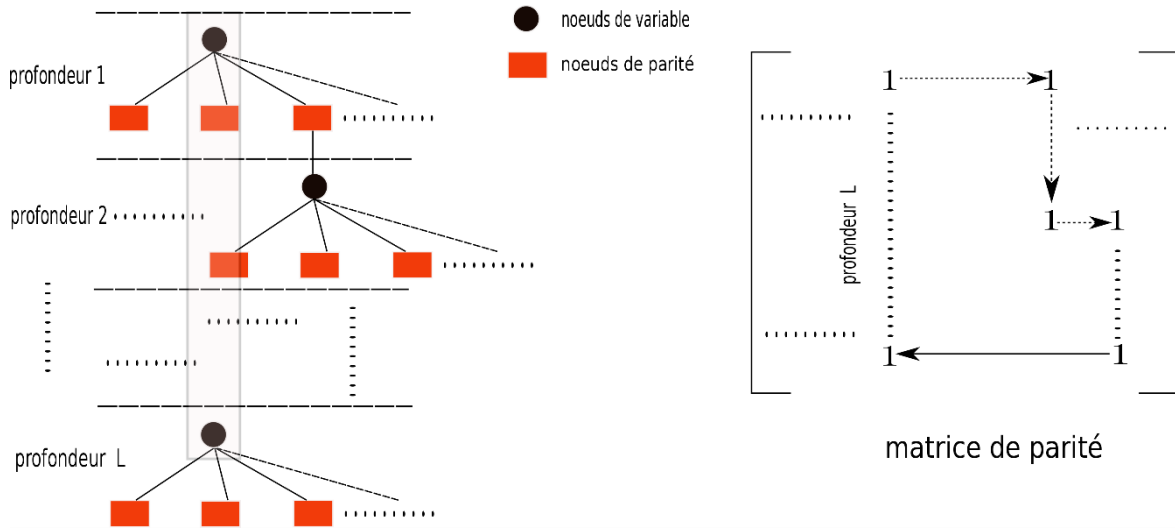 noeuds de variable
noeuds de parité
profondeur 1
profondeur 2
profondeur L
1 1
1 1
profondeur L
1 1
matrice de parité